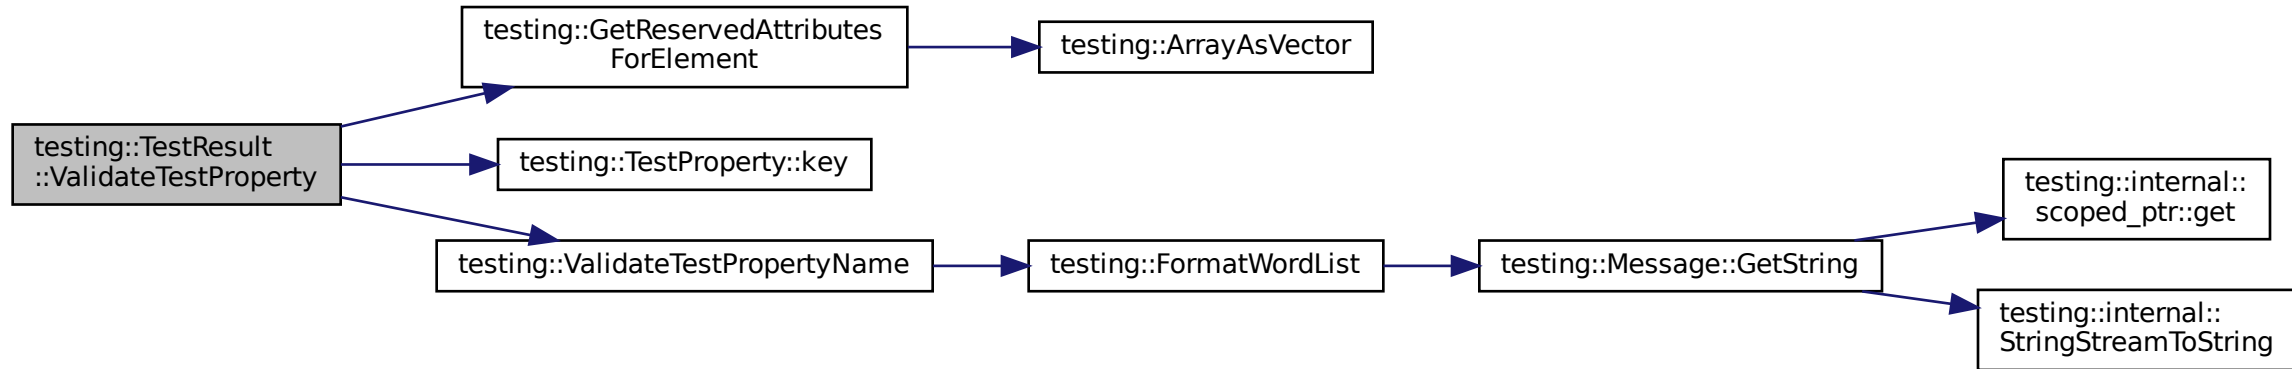 testing::TestResult
::ValidateTestProperty
testing::GetReservedAttributes
ForElement
testing::ArrayAsVector
testing::TestProperty::key
testing::ValidateTestPropertyName
testing::FormatWordList
testing::Message::GetString
testing::internal::
scoped_ptr::get
testing::internal::
StringStreamToString